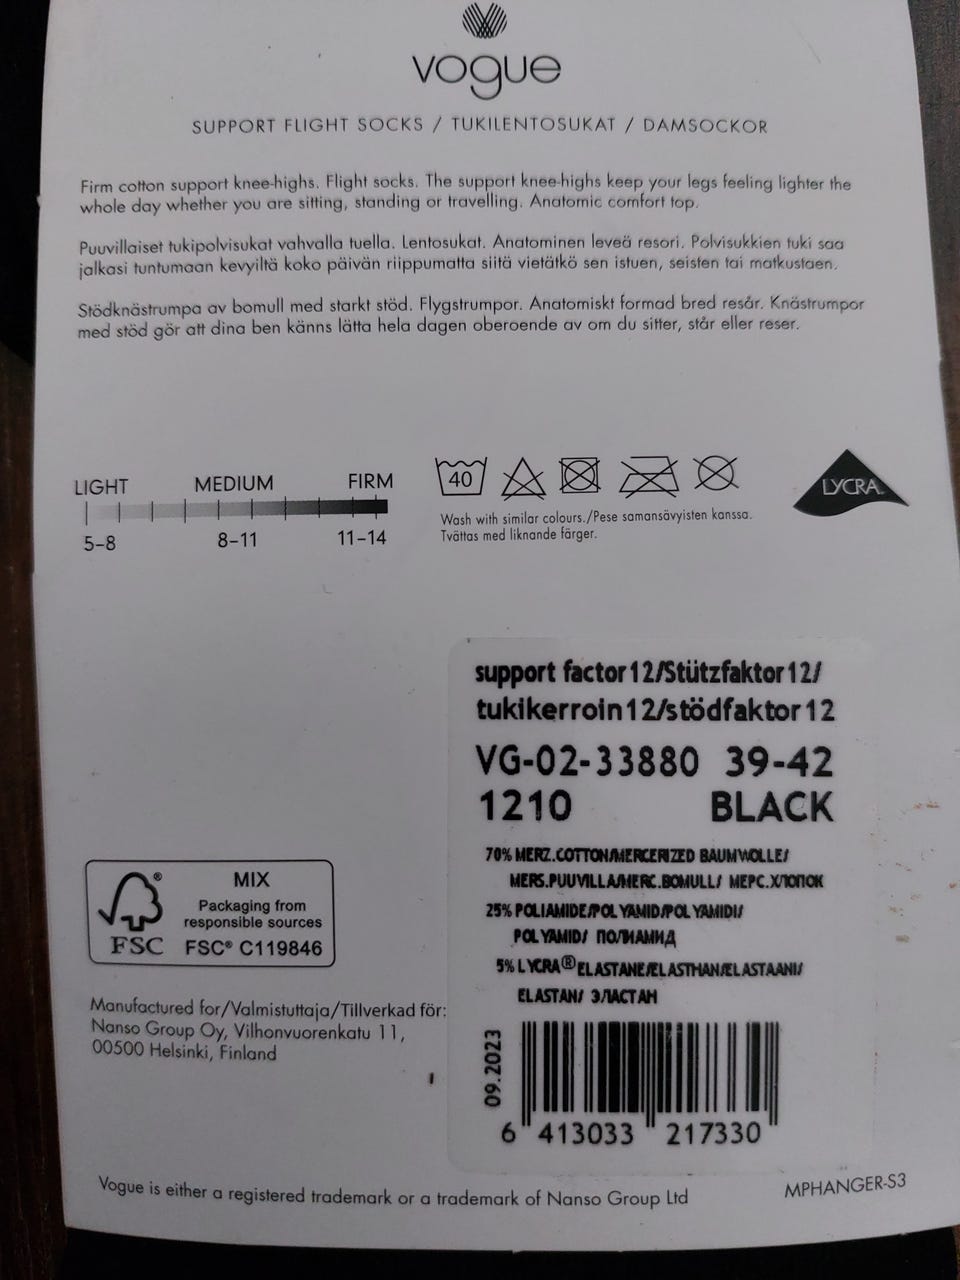 vogue
SUPPORT FLIGHT SOCKS / TUKILENTOSUKAT / DAMSOCKOR
Firm cotton support knee-highs. Flight socks. The support knee-highs keep your legs feeling lighter the
whole day whether you are sitting, standing or travelling. Anatomic comfort top.
Puuvillaiset tukipolvisukat vahvalla tuella. Lentosukat. Anatominen leveä resori. Polvisukkien tuki saa
jalkasi tuntumaan kevyiltä koko päivän riippumatta siitä vietätkö sen istuen, seisten tai matkustaen.
Stödknästrumpa av bomull med starkt stöd. Flygstrumpor. Anatomiskt formad bred resår. Knästrumpor
med stöd gör att dina ben känns lätta hela dagen oberoende av om du sitter, står eller reser.
LIGHT MEDIUM FIRM
5-8 8-11 11-14
40
Wash with similar colours./Pese samansävyisten kanssa.
Tvättas med liknande färger.
LYCRA
support factor12/Stützfaktor12/
tukikerroin12/stödfaktor12
VG-02-33880 39-42
1210 BLACK
70% MERZ.COTTON/MERCERIZED BAUMWOLLE/
MERS.PUUVILLA/MERC.BOMULL/ МЕРС.ХЛОПОК
25% POLIAMIDE/POLYAMID/POLYAMIDI/
POLYAMID/ ПОЛИАМИД
5% LYCRA® ELASTANE/ELASTHAN/ELASTAANI/
ELASTAN/ ЭЛАСТАН
09.2023
6 413033 217330
FSC
MIX
Packaging from
responsible sources
FSC® C119846
Manufactured for/Valmistuttaja/Tillverkad för:
Nanso Group Oy, Vilhonvuorenkatu 11,
00500 Helsinki, Finland
Vogue is either a registered trademark or a trademark of Nanso Group Ltd
MPHANGER-S3